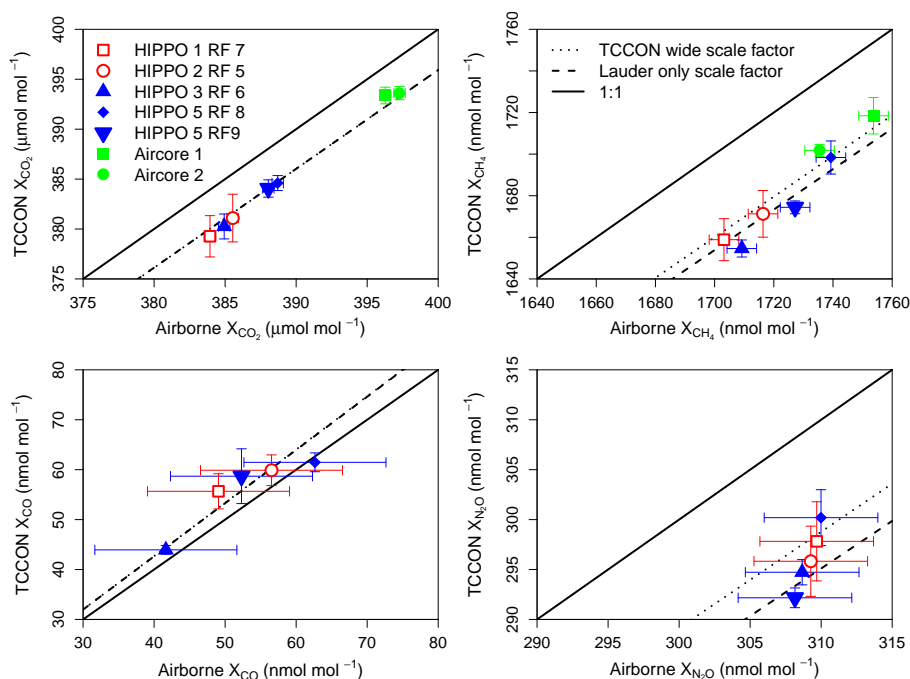 TCCON X_CO₂ (μmol mol⁻¹)
400
395
390
385
380
375
HIPPO 1 RF 7
HIPPO 2 RF 5
HIPPO 3 RF 6
HIPPO 5 RF 8
HIPPO 5 RF9
Aircore 1
Aircore 2
375 380 385 390 395 400
Airborne X_CO₂ (μmol mol⁻¹)
TCCON X_CH₄ (nmol mol⁻¹)
1760
1720
1680
1640
TCCON wide scale factor
Lauder only scale factor
1:1
1640 1660 1680 1700 1720 1740 1760
Airborne X_CH₄ (nmol mol⁻¹)
TCCON X_CO (nmol mol⁻¹)
80
70
60
50
40
30
30 40 50 60 70 80
Airborne X_CO (nmol mol⁻¹)
TCCON X_N₂O (nmol mol⁻¹)
315
310
305
300
295
290
290 295 300 305 310 315
Airborne X_N₂O (nmol mol⁻¹)